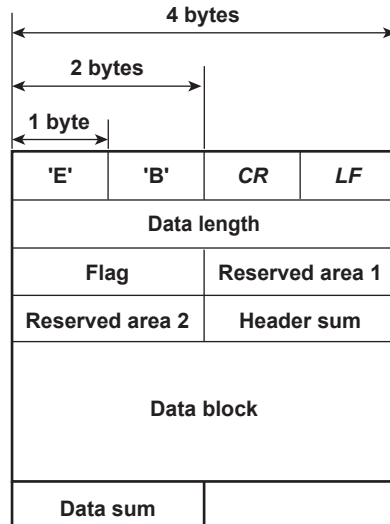 4 bytes
2 bytes
1 byte
'E' 'B' CR LF
Data length
Flag Reserved area 1
Reserved area 2 Header sum
Data block
Data sum